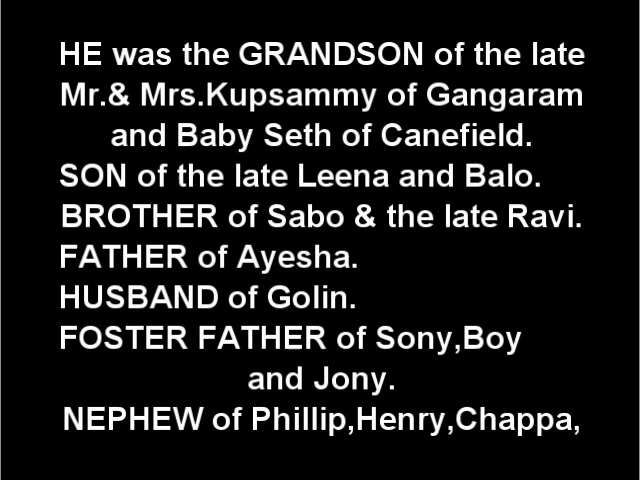 HE was the GRANDSON of the late
Mr.& Mrs.Kupsammy of Gangaram
and Baby Seth of Canefield.
SON of the late Leena and Balo.
BROTHER of Sabo & the late Ravi.
FATHER of Ayesha.
HUSBAND of Golin.
FOSTER FATHER of Sony,Boy
and Jony.
NEPHEW of Phillip,Henry,Chappa,